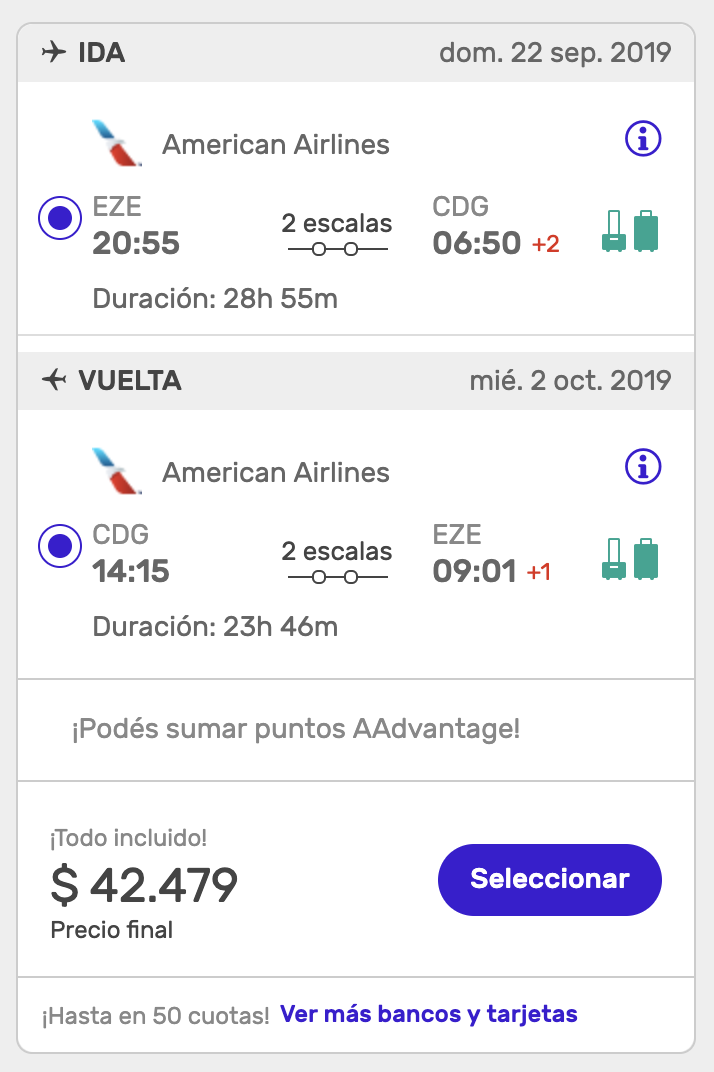 IDA dom. 22 sep. 2019
American Airlines
EZE 2 escalas CDG
20:55 06:50 +2
Duración: 28h 55m
VUELTA mié. 2 oct. 2019
American Airlines
CDG 2 escalas EZE
14:15 09:01 +1
Duración: 23h 46m
¡Podés sumar puntos AAdvantage!
¡Todo incluido!
$ 42.479
Precio final
Seleccionar
¡Hasta en 50 cuotas! Ver más bancos y tarjetas